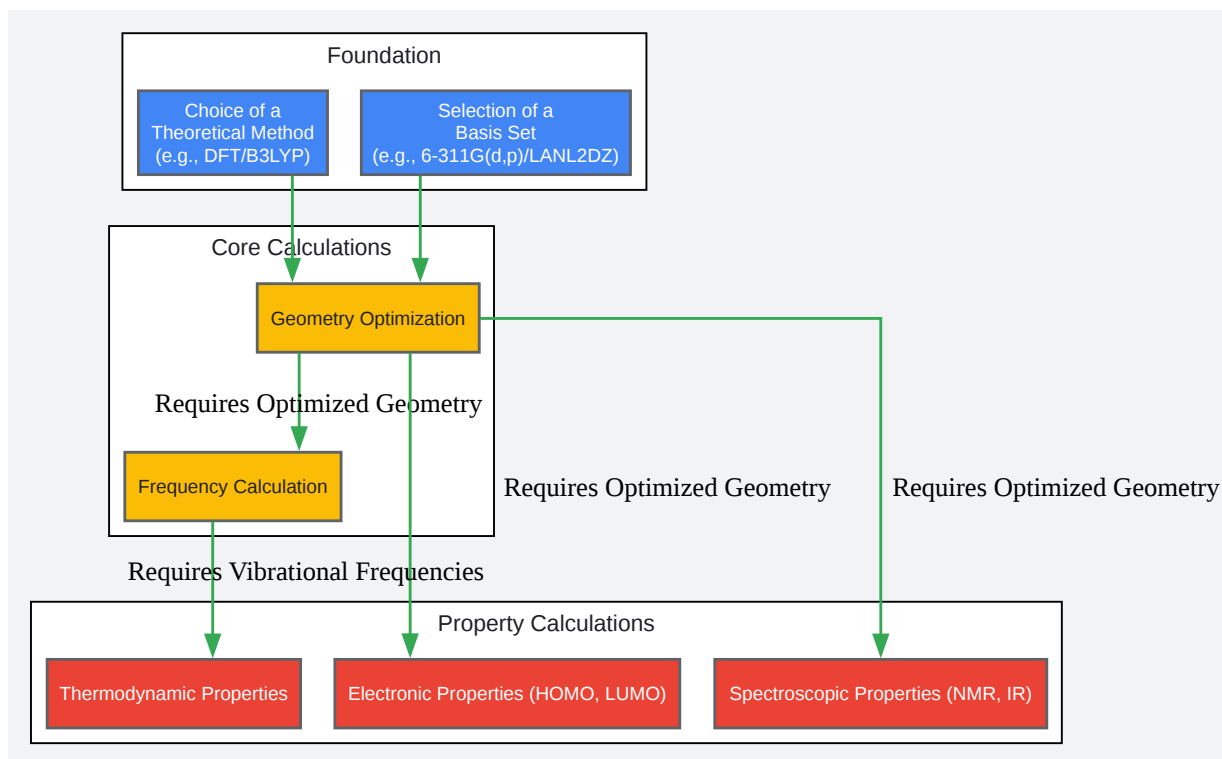 Foundation
Choice of a
Theoretical Method
(e.g., DFT/B3LYP)
Selection of a
Basis Set
(e.g., 6-311G(d,p)/LANL2DZ)
Core Calculations
Geometry Optimization
Requires Optimized Geometry
Frequency Calculation
Requires Optimized Geometry
Requires Optimized Geometry
Requires Vibrational Frequencies
Property Calculations
Thermodynamic Properties
Electronic Properties (HOMO, LUMO)
Spectroscopic Properties (NMR, IR)